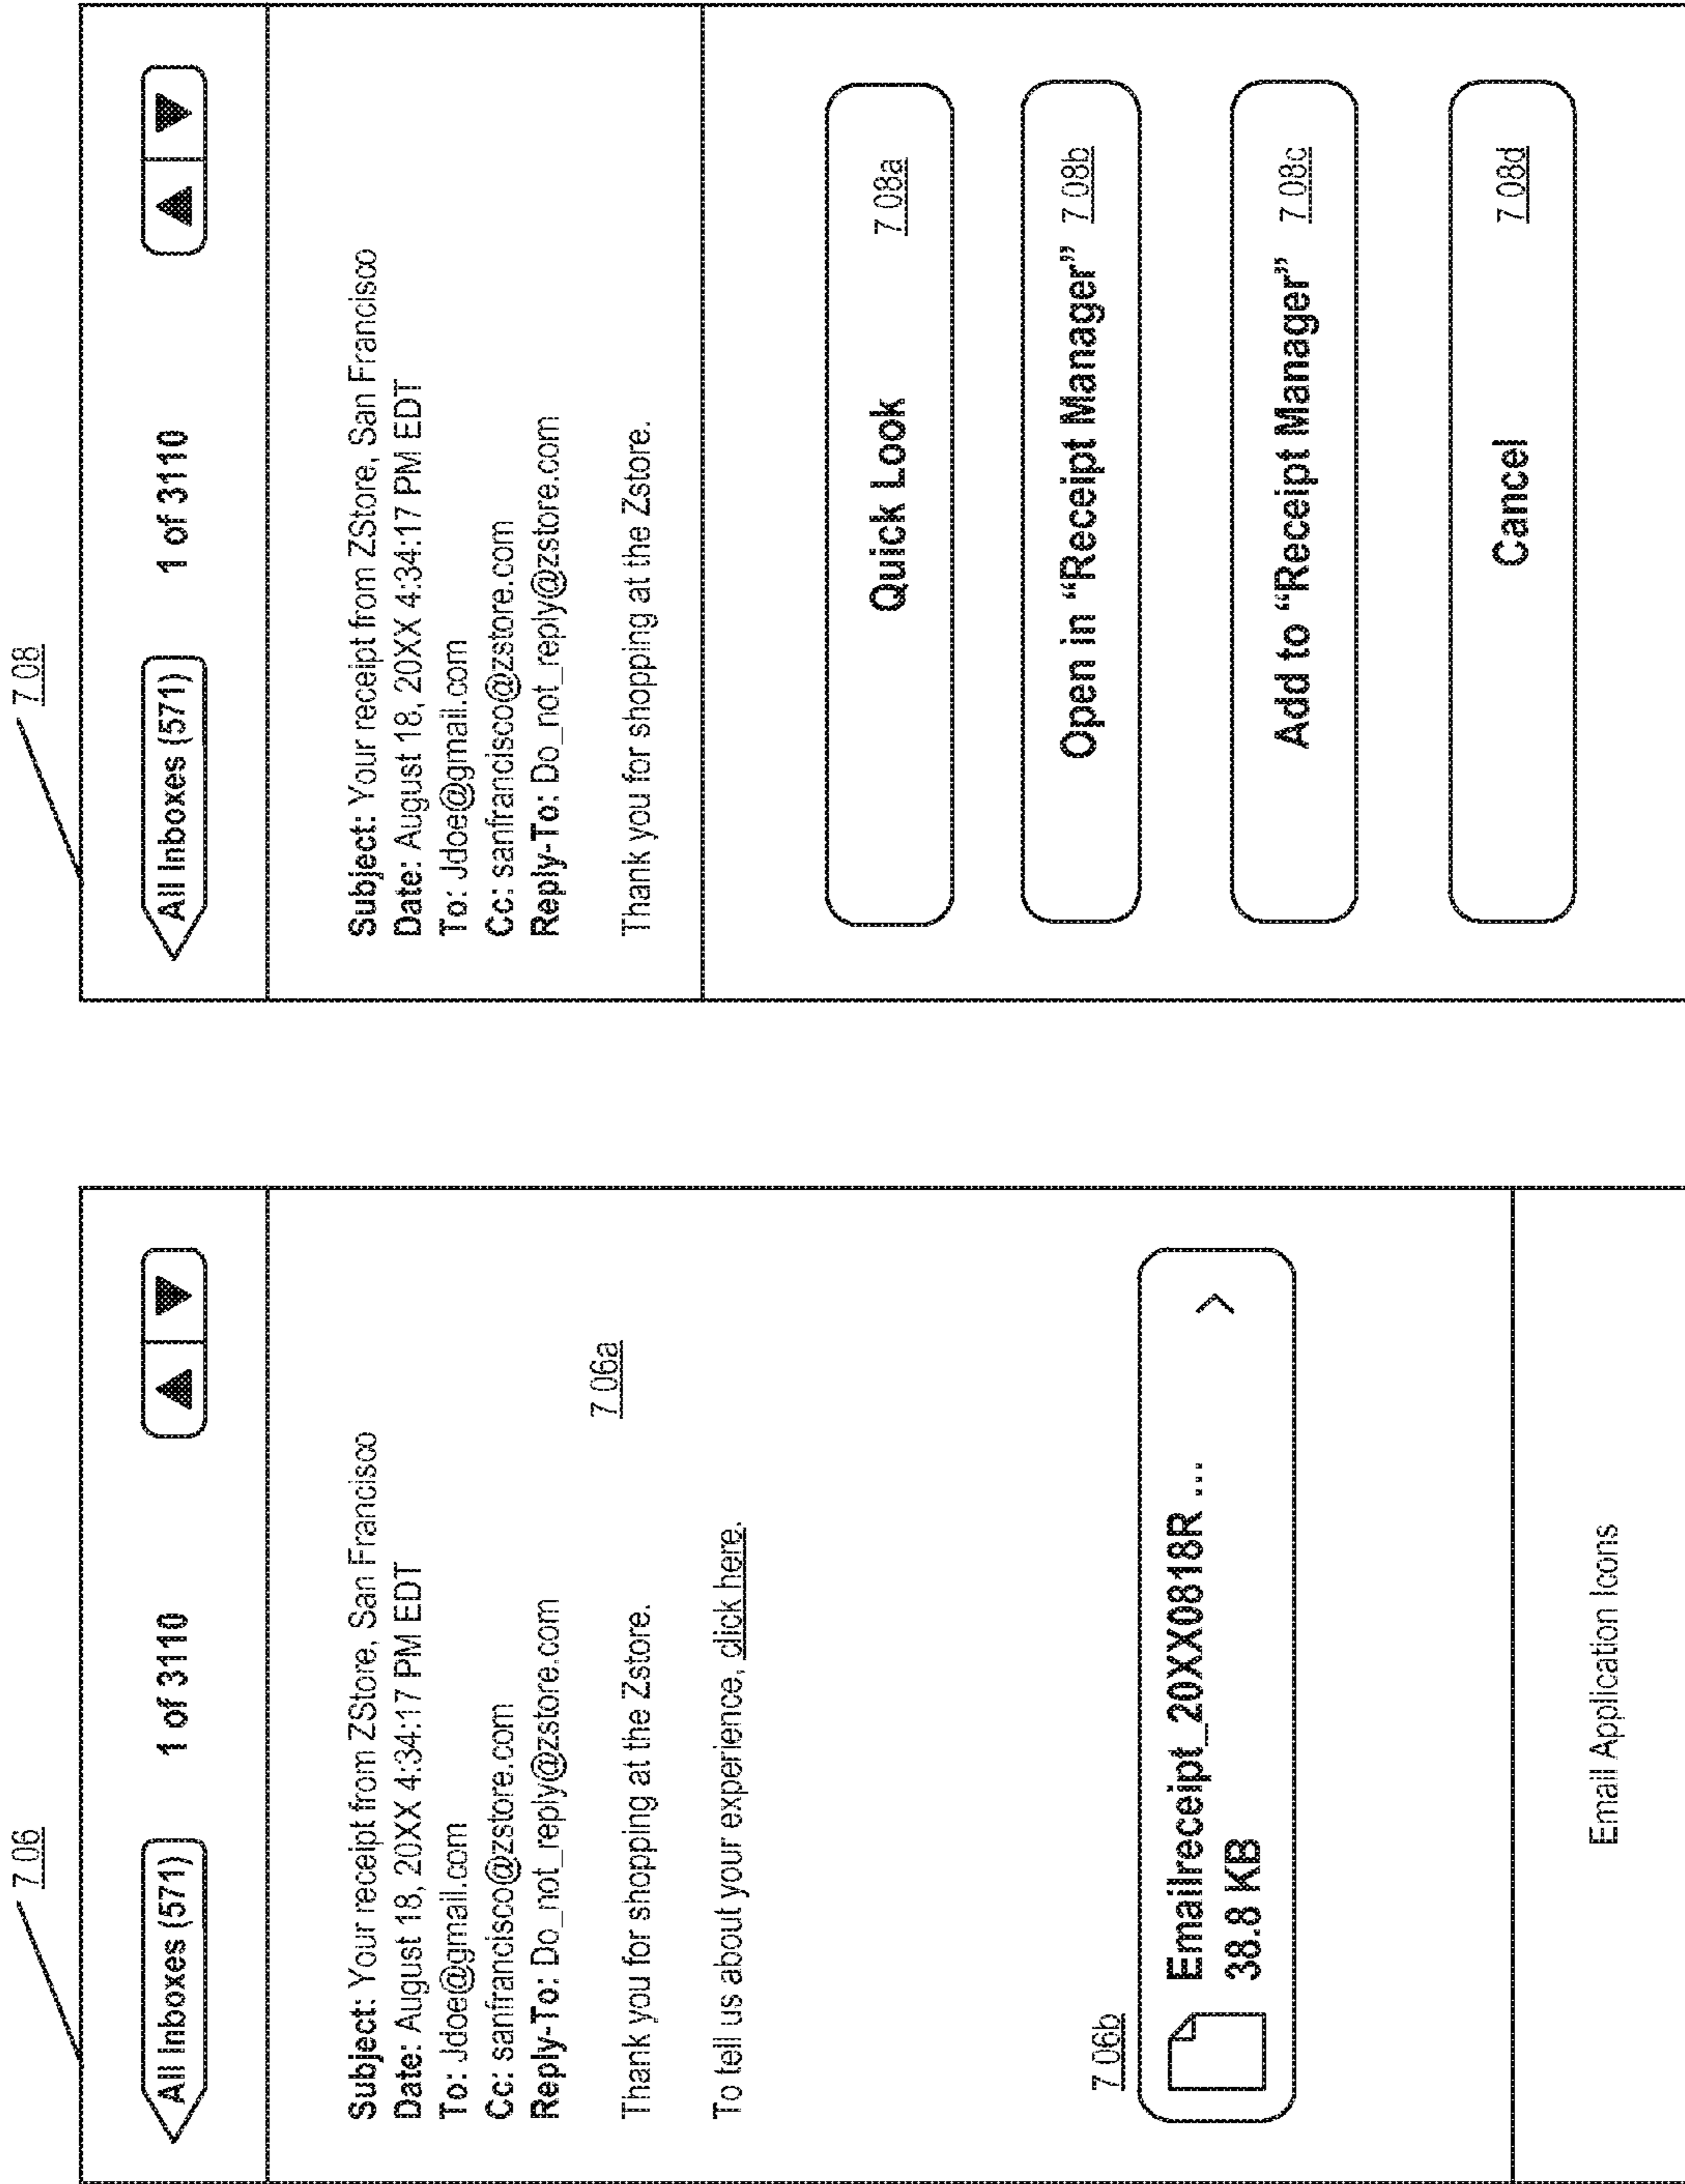 7.06
All Inboxes (571) 1 of 3110
Subject: Your receipt from ZStore, San Francisco
Date: August 18, 20XX 4:34:17 PM EDT
To: Jdoe@gmail.com
Cc: sanfrancisco@zstore.com
Reply-To: Do_not_reply@zstore.com
7.06a
Thank you for shopping at the Zstore.
To tell us about your experience, click here.
7.06b
Emailreceipt_20XX0818R ... >
38.8 KB
Email Application Icons
7.08
All Inboxes (571) 1 of 3110
Subject: Your receipt from ZStore, San Francisco
Date: August 18, 20XX 4:34:17 PM EDT
To: Jdoe@gmail.com
Cc: sanfrancisco@zstore.com
Reply-To: Do_not_reply@zstore.com
Thank you for shopping at the Zstore.
Quick Look 7.08a
Open in “Receipt Manager” 7.08b
Add to “Receipt Manager” 7.08c
Cancel 7.08d